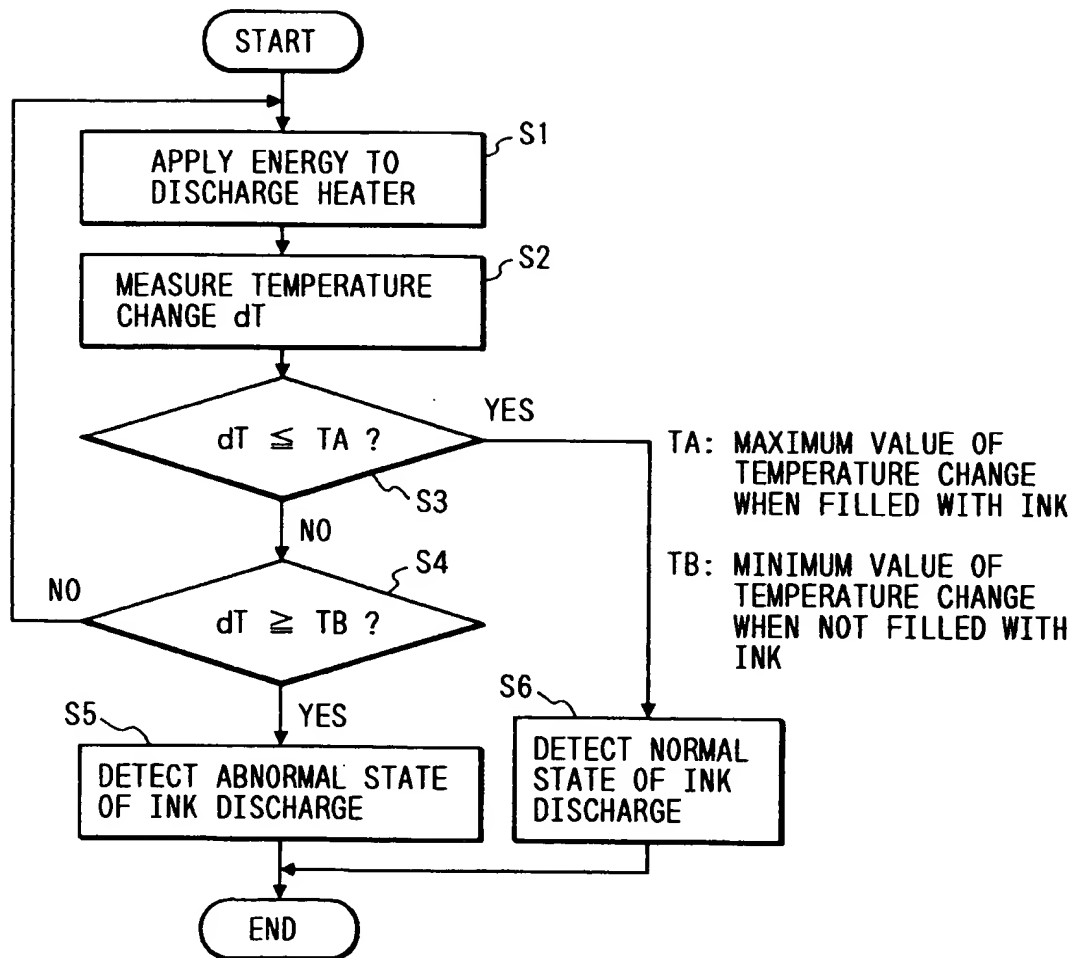 START
S1
APPLY ENERGY TO
DISCHARGE HEATER
S2
MEASURE TEMPERATURE
CHANGE dT
dT ≦ TA ?
YES
S3
NO
TA: MAXIMUM VALUE OF
TEMPERATURE CHANGE
WHEN FILLED WITH INK
S4
NO
dT ≧ TB ?
TB: MINIMUM VALUE OF
TEMPERATURE CHANGE
WHEN NOT FILLED WITH
INK
YES
S5
DETECT ABNORMAL STATE
OF INK DISCHARGE
S6
DETECT NORMAL
STATE OF INK
DISCHARGE
END